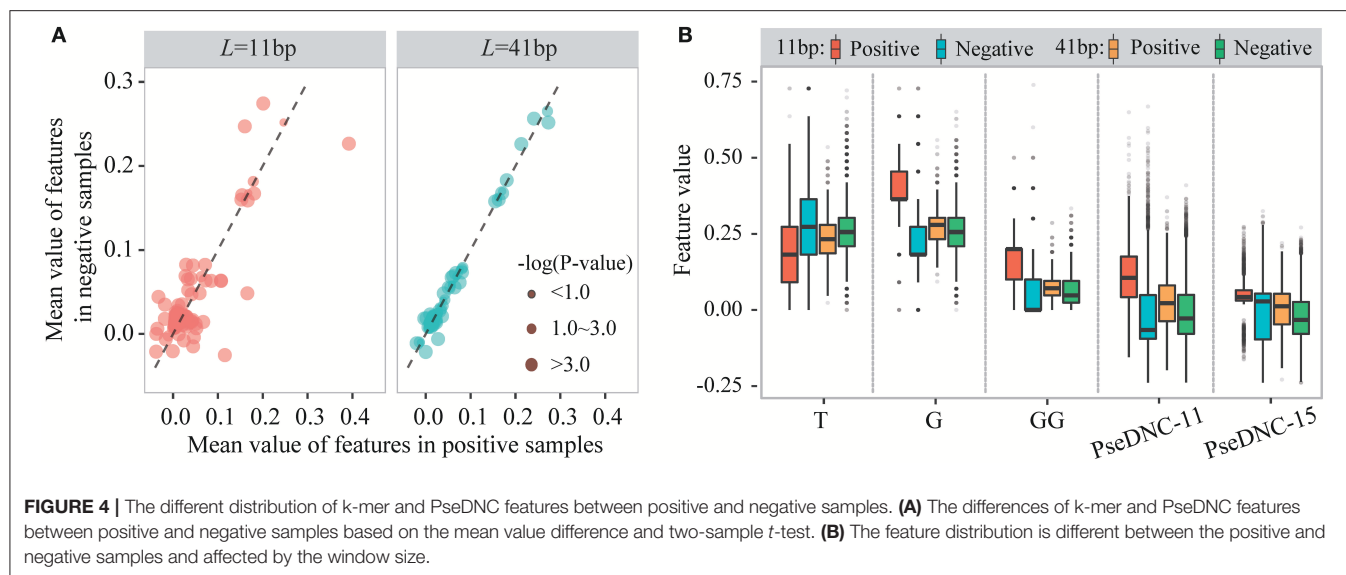 A
L=11bp
L=41bp
0.3
0.2
0.1
0.0
Mean value of features
in negative samples
-log(P-value)
<1.0
1.0~3.0
>3.0
0.0 0.1 0.2 0.3 0.4
0.0 0.1 0.2 0.3 0.4
Mean value of features in positive samples
B
11bp: Positive Negative 41bp: Positive Negative
0.75
0.50
0.25
0.00
-0.25
Feature value
T
G
GG
PseDNC-11
PseDNC-15
FIGURE 4 | The different distribution of k-mer and PseDNC features between positive and negative samples. (A) The differences of k-mer and PseDNC features
between positive and negative samples based on the mean value difference and two-sample t-test. (B) The feature distribution is different between the positive and
negative samples and affected by the window size.